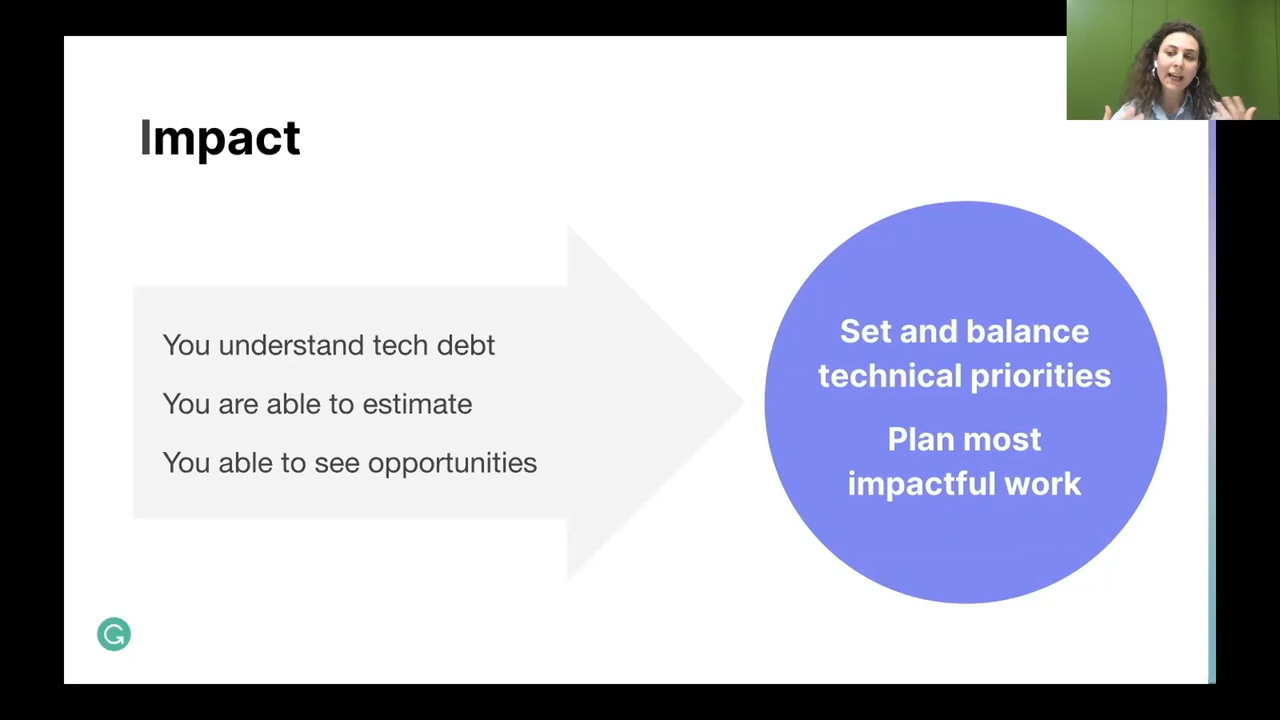 Impact
You understand tech debt
You are able to estimate
You able to see opportunities
Set and balance
technical priorities
Plan most
impactful work